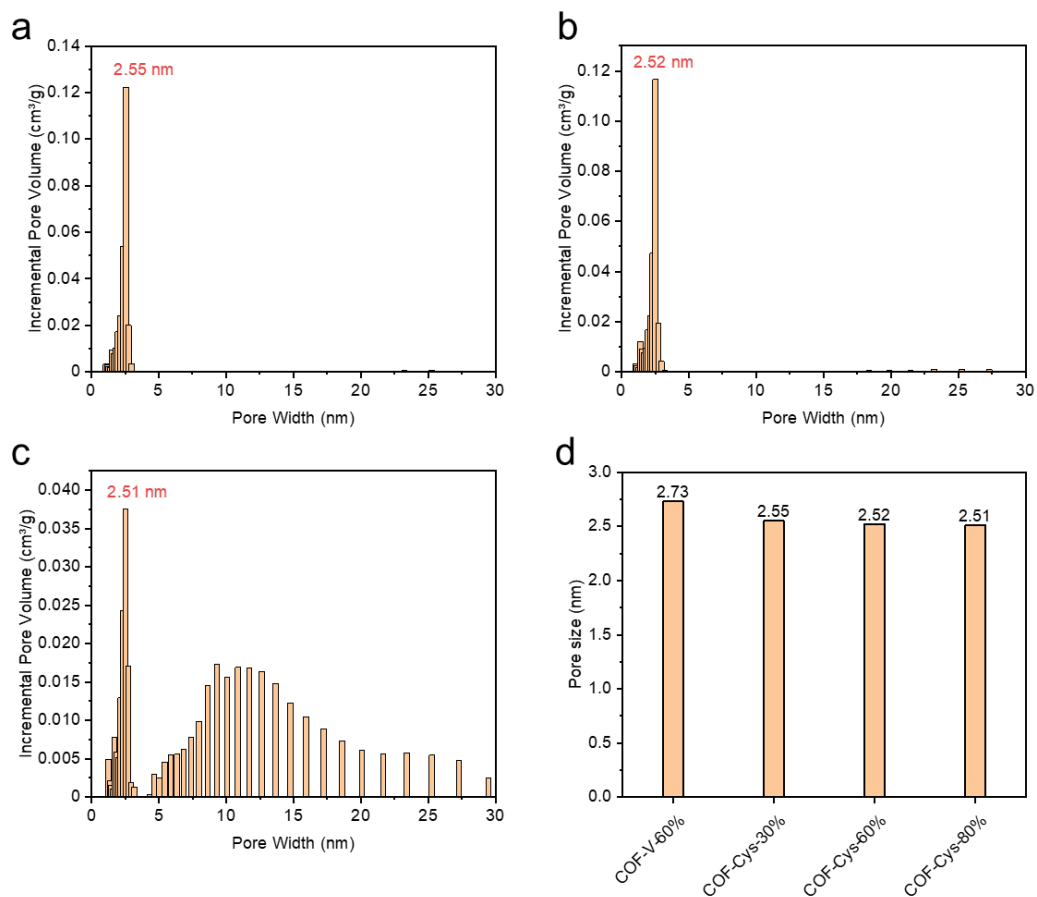 a
2.55 nm
Incremental Pore Volume (cm³/g)
0.14
0.12
0.10
0.08
0.06
0.04
0.02
0
0 5 10 15 20 25 30
Pore Width (nm)
b
2.52 nm
Incremental Pore Volume (cm³/g)
0.12
0.10
0.08
0.06
0.04
0.02
0
0 5 10 15 20 25 30
Pore Width (nm)
c
2.51 nm
Incremental Pore Volume (cm³/g)
0.040
0.035
0.030
0.025
0.020
0.015
0.010
0.005
0
0 5 10 15 20 25 30
Pore Width (nm)
d
Pore size (nm)
3.0
2.5
2.0
1.5
1.0
0.5
0.0
2.73 2.55 2.52 2.51
COF-V-60%
COF-Cys-30%
COF-Cys-60%
COF-Cys-80%